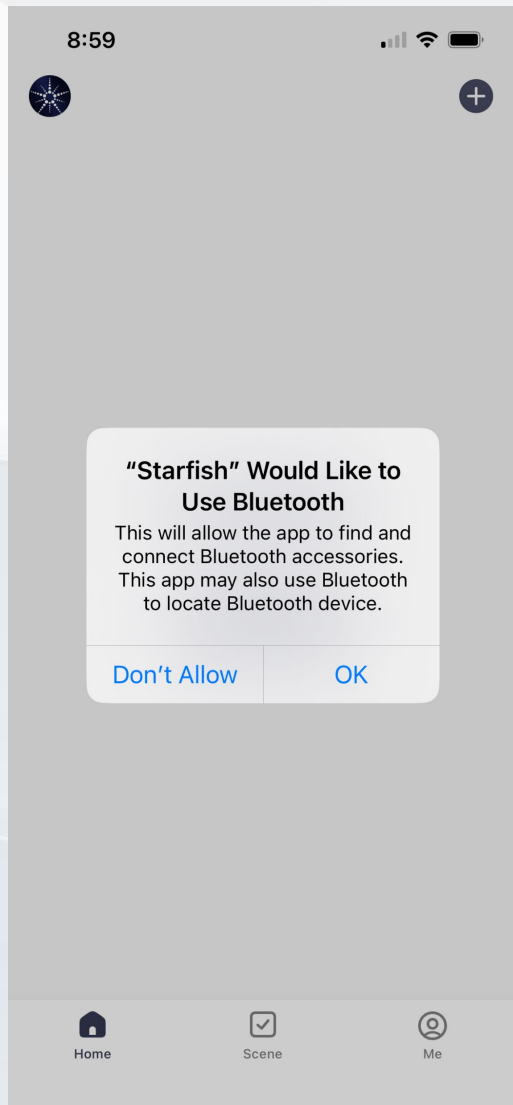 8:59
“Starfish” Would Like to
Use Bluetooth
This will allow the app to find and
connect Bluetooth accessories.
This app may also use Bluetooth
to locate Bluetooth device.
Don’t Allow
OK
Home
Scene
Me